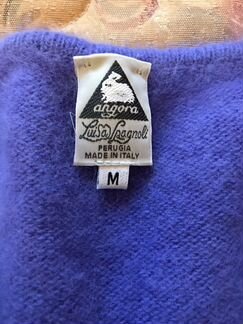 angora
Luisa Spagnoli
PERUGIA
MADE IN ITALY
M